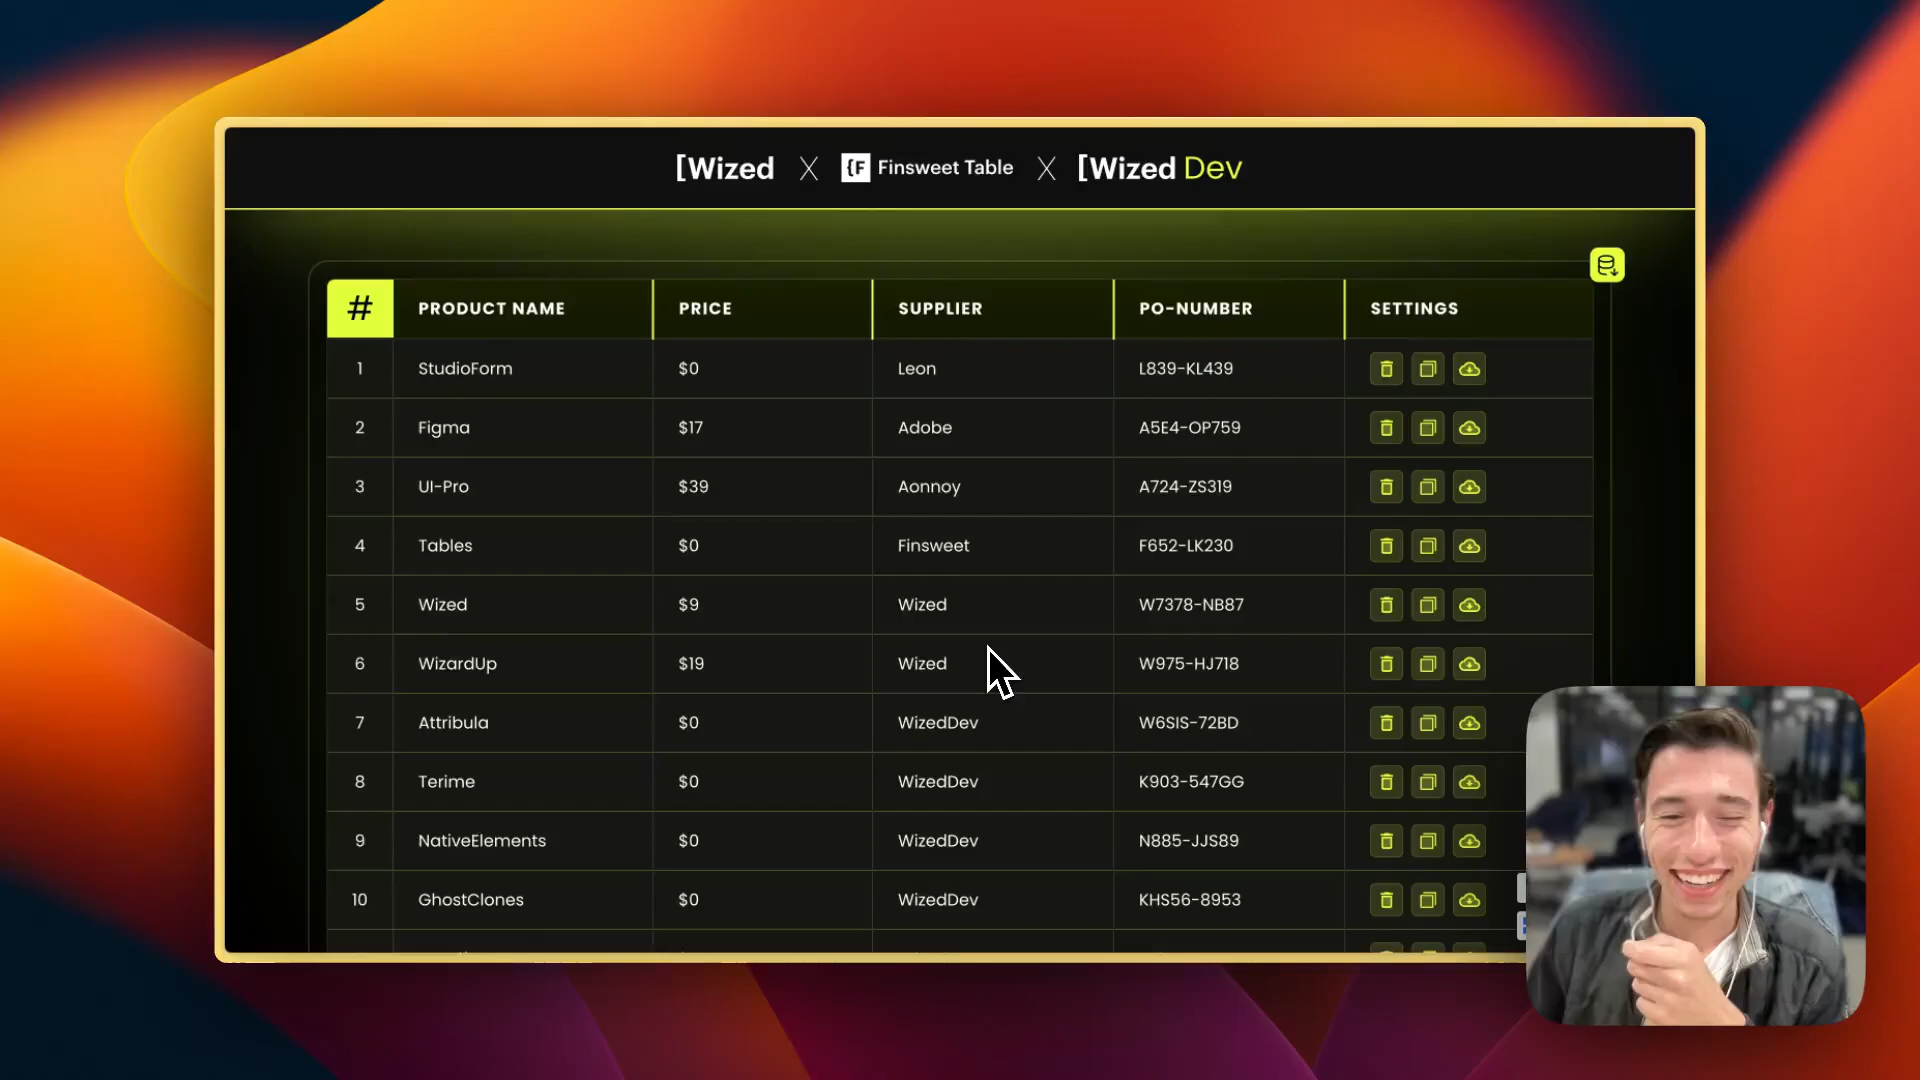 [Wized X {F Finsweet Table X [Wized Dev
# PRODUCT NAME PRICE SUPPLIER PO-NUMBER SETTINGS
1 StudioForm $0 Leon L839-KL439
2 Figma $17 Adobe A5E4-OP759
3 UI-Pro $39 Aonnoy A724-ZS319
4 Tables $0 Finsweet F652-LK230
5 Wized $9 Wized W7378-NB87
6 WizardUp $19 Wized W975-HJ718
7 Attribula $0 WizedDev W6SIS-72BD
8 Terime $0 WizedDev K903-547GG
9 NativeElements $0 WizedDev N885-JJS89
10 GhostClones $0 WizedDev KHS56-8953